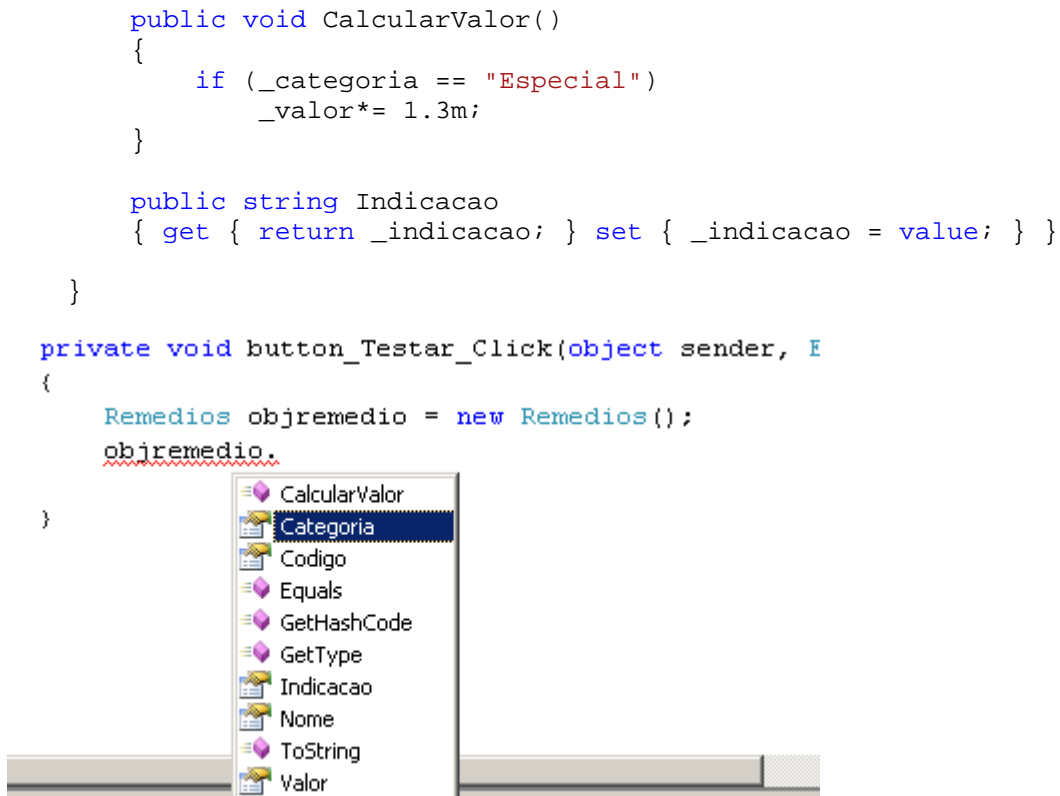 public void CalcularValor()
{
if (_categoria == "Especial")
_valor*= 1.3m;
}
public string Indicacao
{ get { return _indicacao; } set { _indicacao = value; } }
}
private void button_Testar_Click(object sender, E
{
Remedios objremedio = new Remedios();
objremedio.
CalcularValor
}
Categoria
Codigo
Equals
GetHashCode
GetType
Indicacao
Nome
ToString
Valor